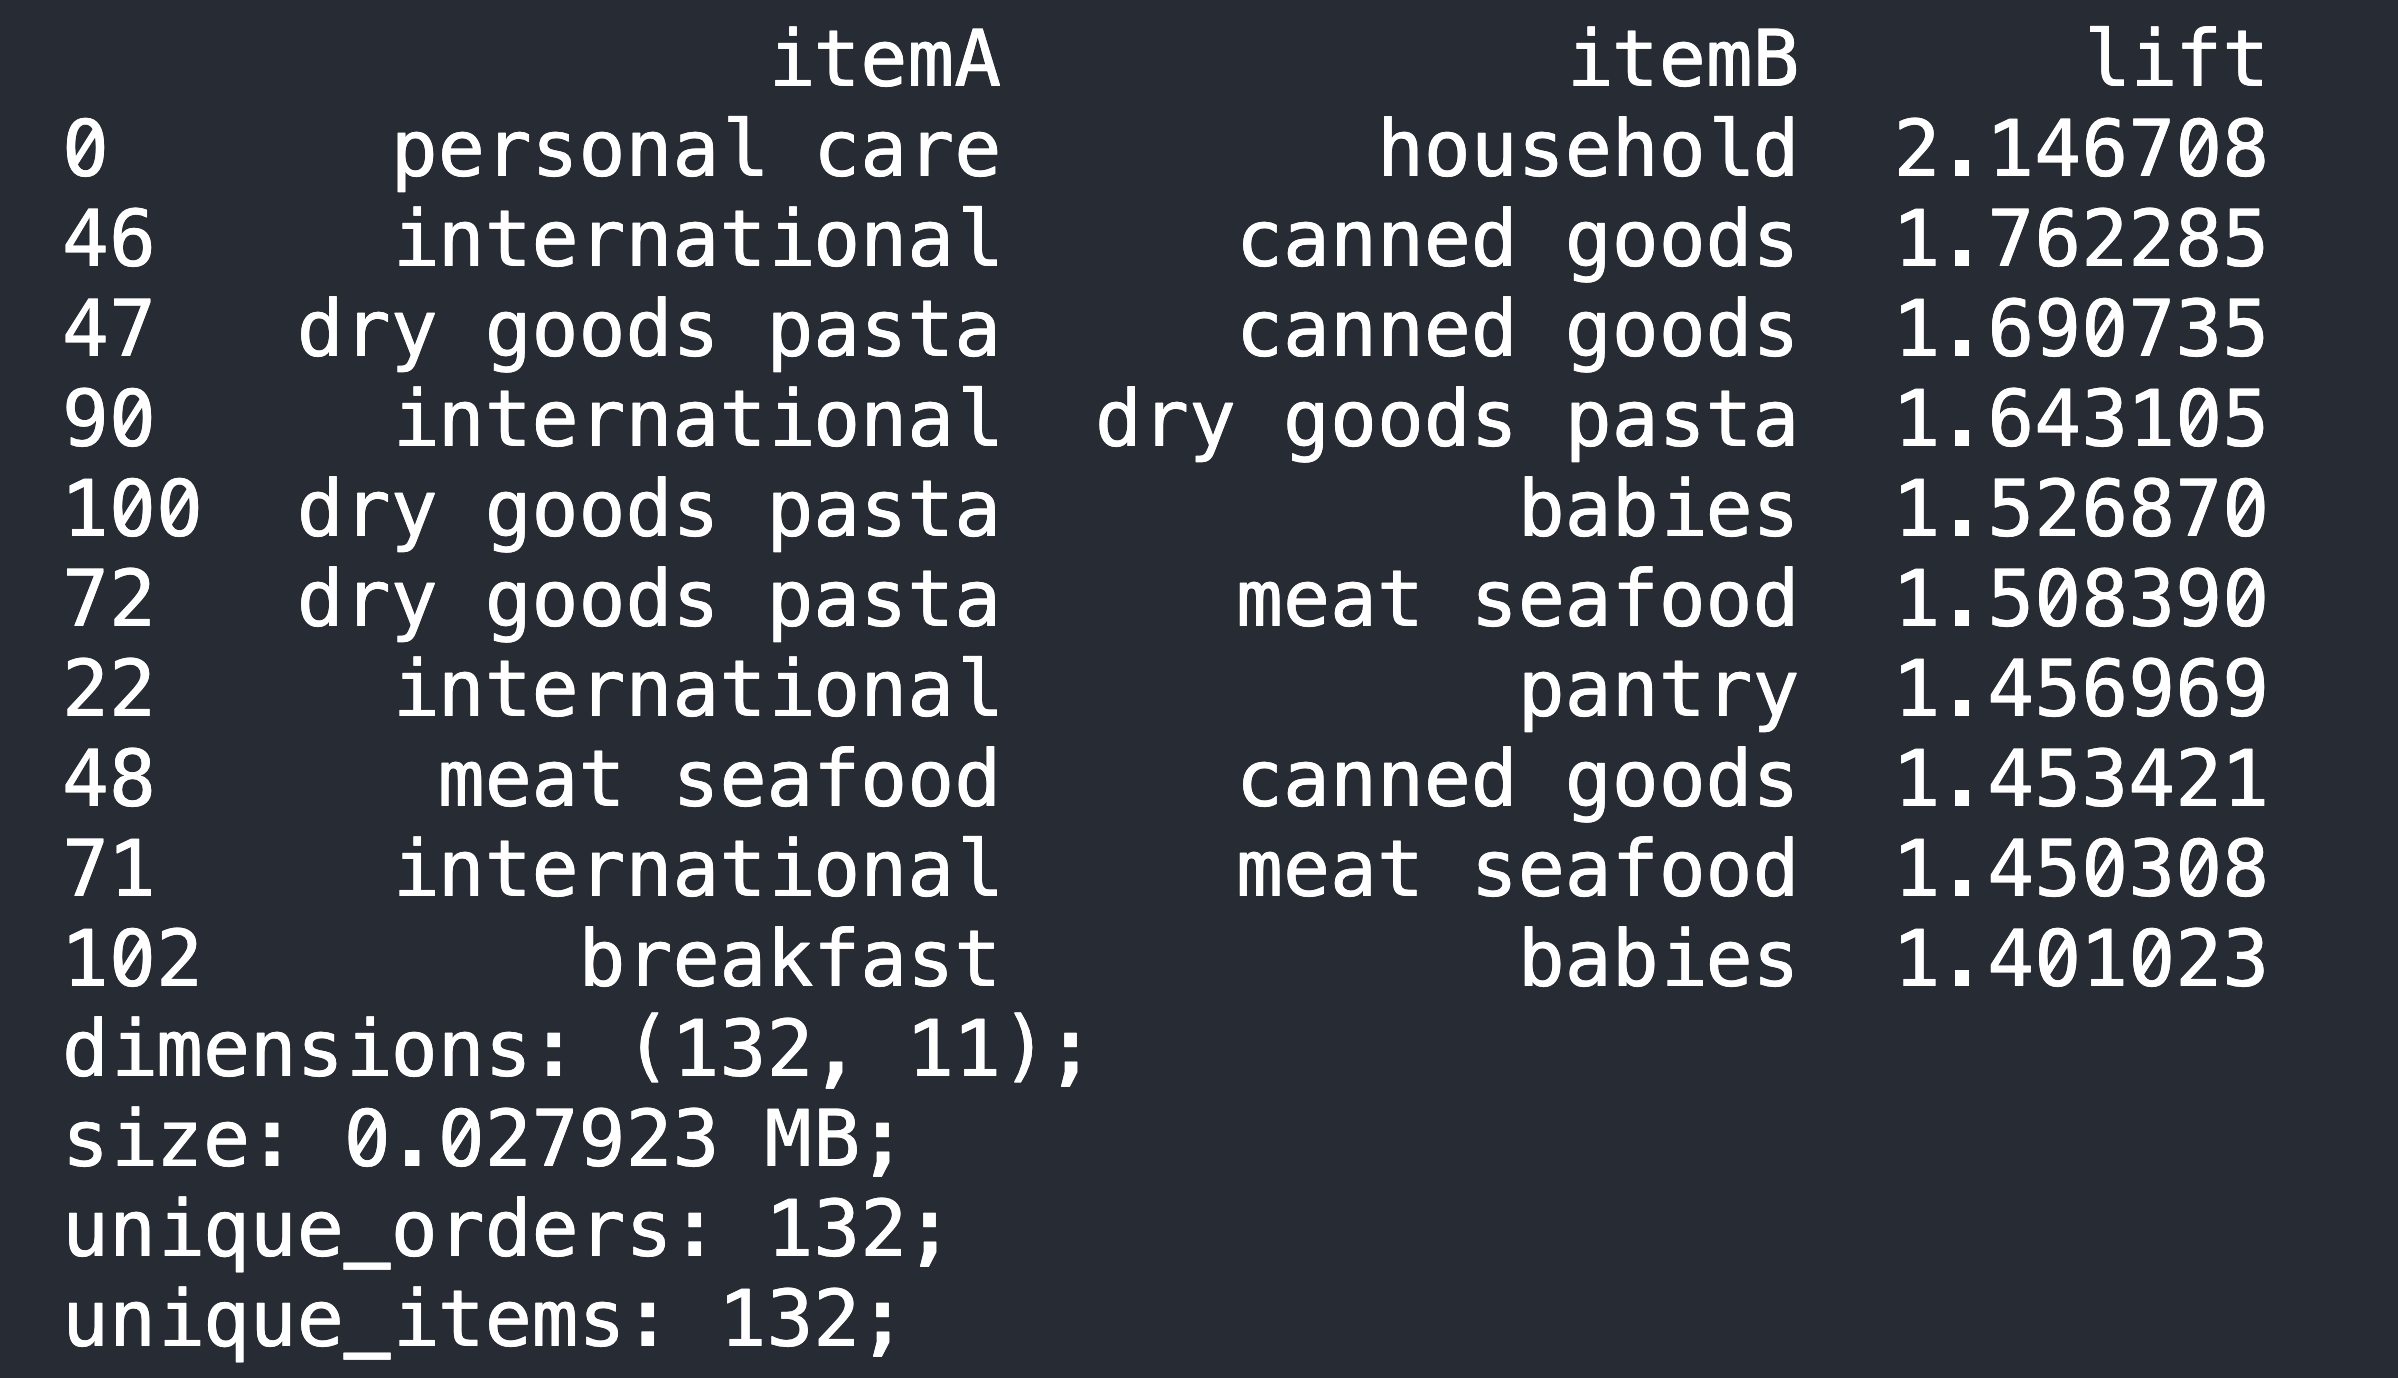 itemA itemB lift
0 personal care household 2.146708
46 international canned goods 1.762285
47 dry goods pasta canned goods 1.690735
90 international dry goods pasta 1.643105
100 dry goods pasta babies 1.526870
72 dry goods pasta meat seafood 1.508390
22 international pantry 1.456969
48 meat seafood canned goods 1.453421
71 international meat seafood 1.450308
102 breakfast babies 1.401023
dimensions: (132, 11);
size: 0.027923 MB;
unique_orders: 132;
unique_items: 132;